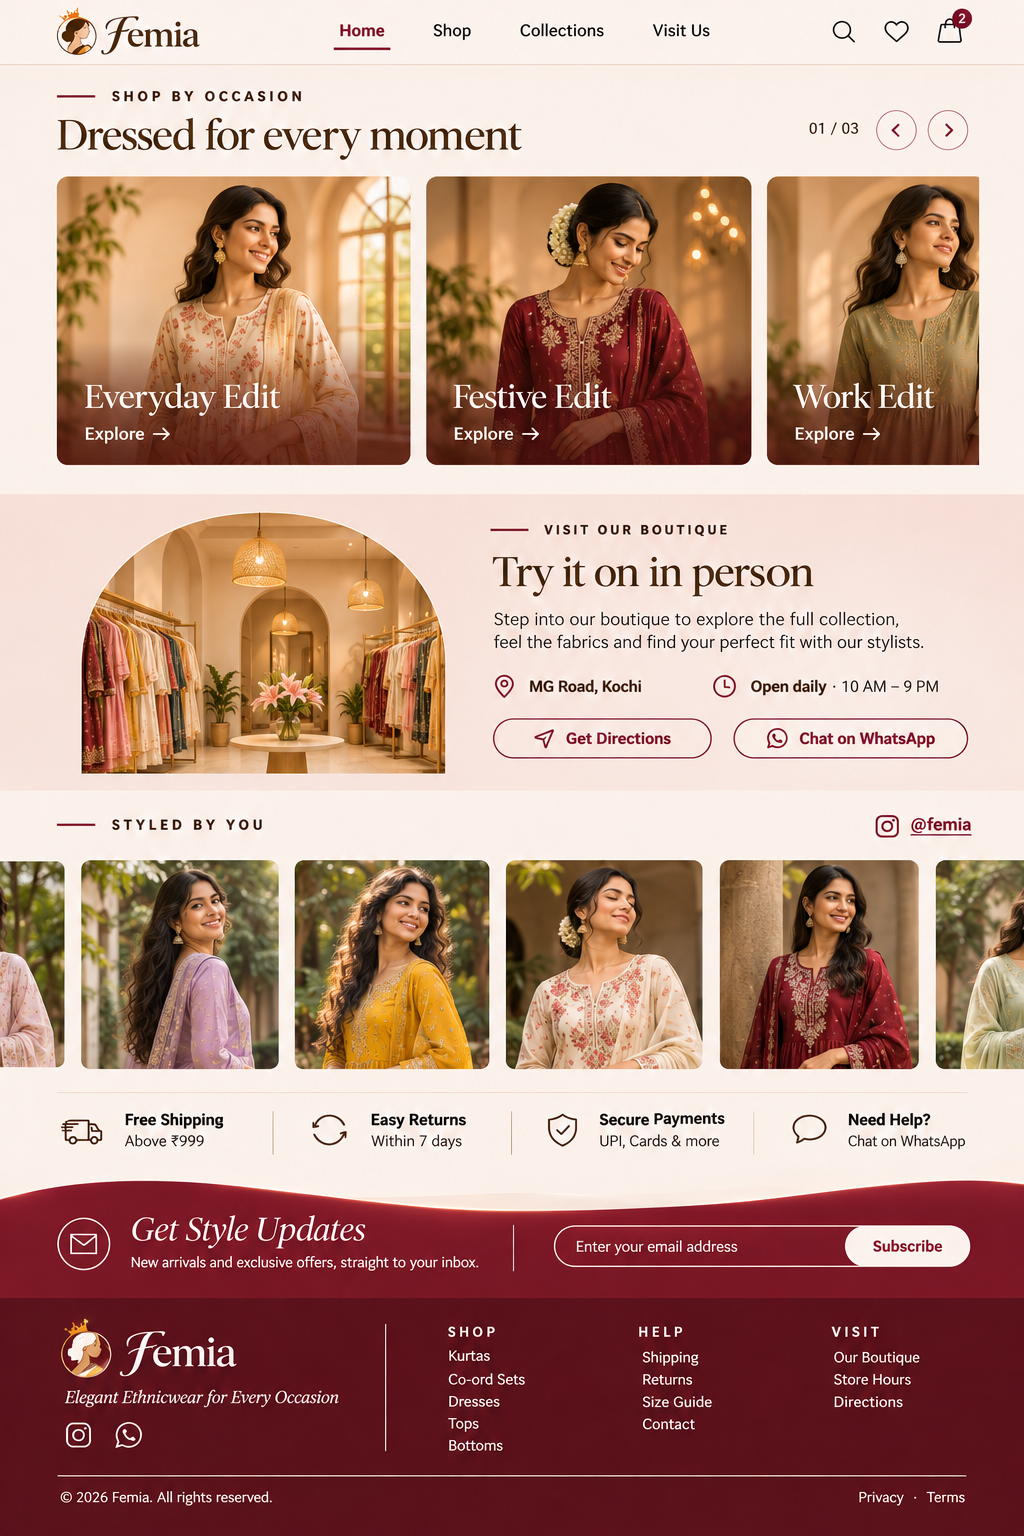 Femia
Home
Shop
Collections
Visit Us
2
SHOP BY OCCASION
Dressed for every moment
01 / 03
Everyday Edit
Explore →
Festive Edit
Explore →
Work Edit
Explore →
VISIT OUR BOUTIQUE
Try it on in person
Step into our boutique to explore the full collection,
feel the fabrics and find your perfect fit with our stylists.
MG Road, Kochi
Open daily · 10 AM – 9 PM
Get Directions
Chat on WhatsApp
STYLED BY YOU
@femia
Free Shipping
Above ₹999
Easy Returns
Within 7 days
Secure Payments
UPI, Cards & more
Need Help?
Chat on WhatsApp
Get Style Updates
New arrivals and exclusive offers, straight to your inbox.
Enter your email address
Subscribe
Femia
Elegant Ethnicwear for Every Occasion
SHOP
Kurtas
Co-ord Sets
Dresses
Tops
Bottoms
HELP
Shipping
Returns
Size Guide
Contact
VISIT
Our Boutique
Store Hours
Directions
© 2026 Femia. All rights reserved.
Privacy · Terms